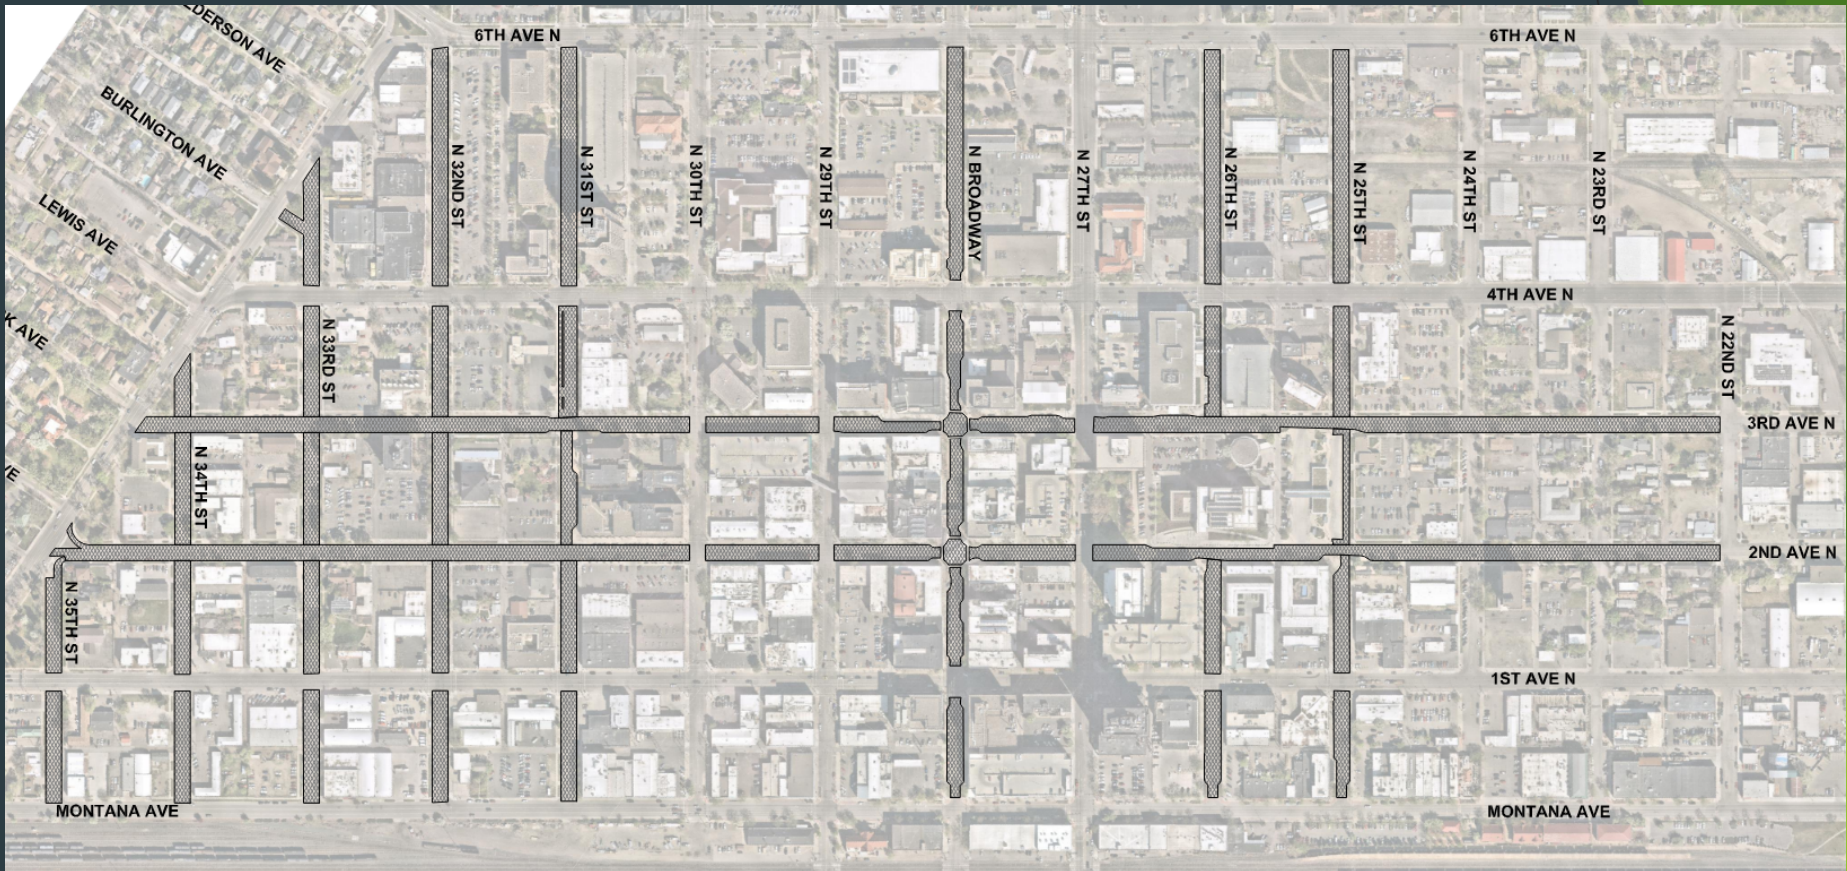 6TH AVE N
6TH AVE N
BURLINGTON AVE
LEWIS AVE
N 32ND ST
N 31ST ST
N 30TH ST
N 29TH ST
N BROADWAY
N 27TH ST
N 26TH ST
N 25TH ST
N 24TH ST
N 23RD ST
4TH AVE N
K AVE
N 33RD ST
N 22ND ST
3RD AVE N
N 34TH ST
2ND AVE N
N 35TH ST
1ST AVE N
MONTANA AVE
MONTANA AVE